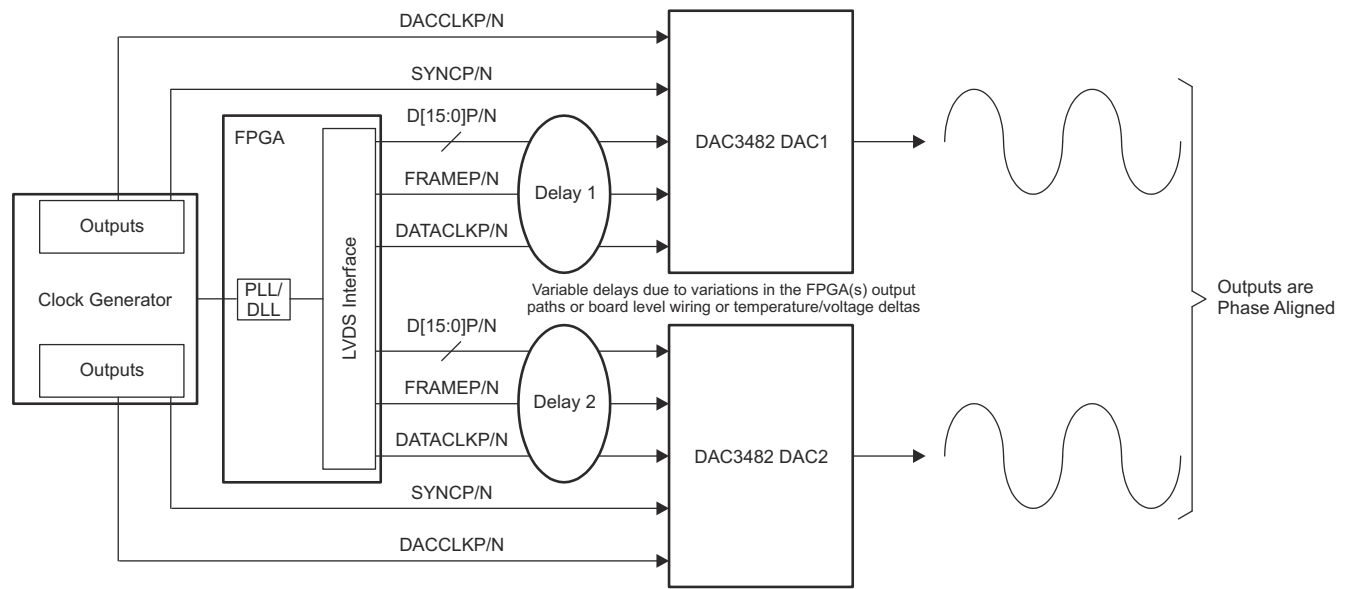 DACCLKP/N
SYNCP/N
D[15:0]P/N
FPGA
DAC3482 DAC1
FRAMEP/N
Delay 1
Outputs
DATACLKP/N
Clock Generator
PLL/
DLL
LVDS Interface
Variable delays due to variations in the FPGA(s) output
paths or board level wiring or temperature/voltage deltas
Outputs are
Phase Aligned
D[15:0]P/N
Outputs
FRAMEP/N
Delay 2
DATACLKP/N
DAC3482 DAC2
SYNCP/N
DACCLKP/N